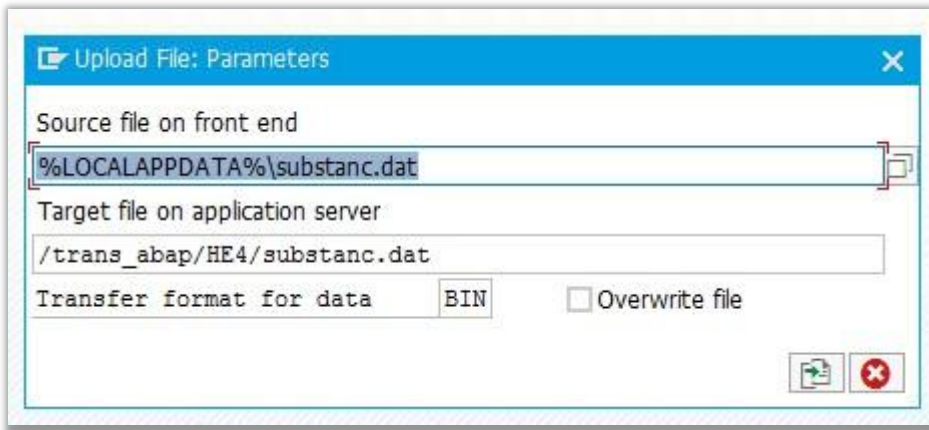 Upload File: Parameters
Source file on front end
%LOCALAPPDATA%\substanc.dat
Target file on application server
/trans_abap/HE4/substanc.dat
Transfer format for data BIN Overwrite file